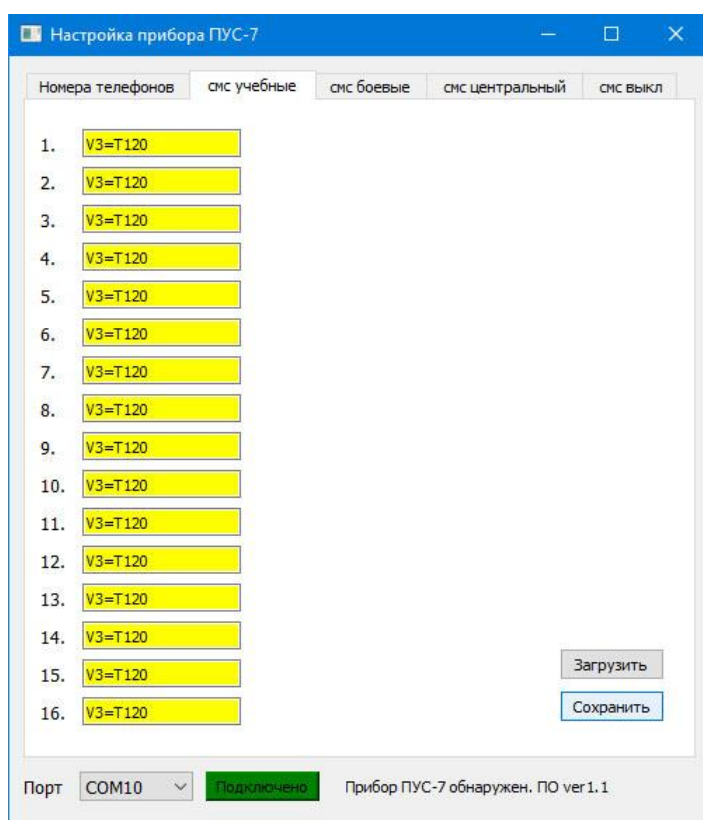 Настройка прибора ПУС-7
Номера телефонов смс учебные смс боевые смс центральный смс выкл
1. V3=T120
2. V3=T120
3. V3=T120
4. V3=T120
5. V3=T120
6. V3=T120
7. V3=T120
8. V3=T120
9. V3=T120
10. V3=T120
11. V3=T120
12. V3=T120
13. V3=T120
14. V3=T120
15. V3=T120
16. V3=T120
Загрузить
Сохранить
Порт COM10 Подключено Прибор ПУС-7 обнаружен. ПО ver1.1